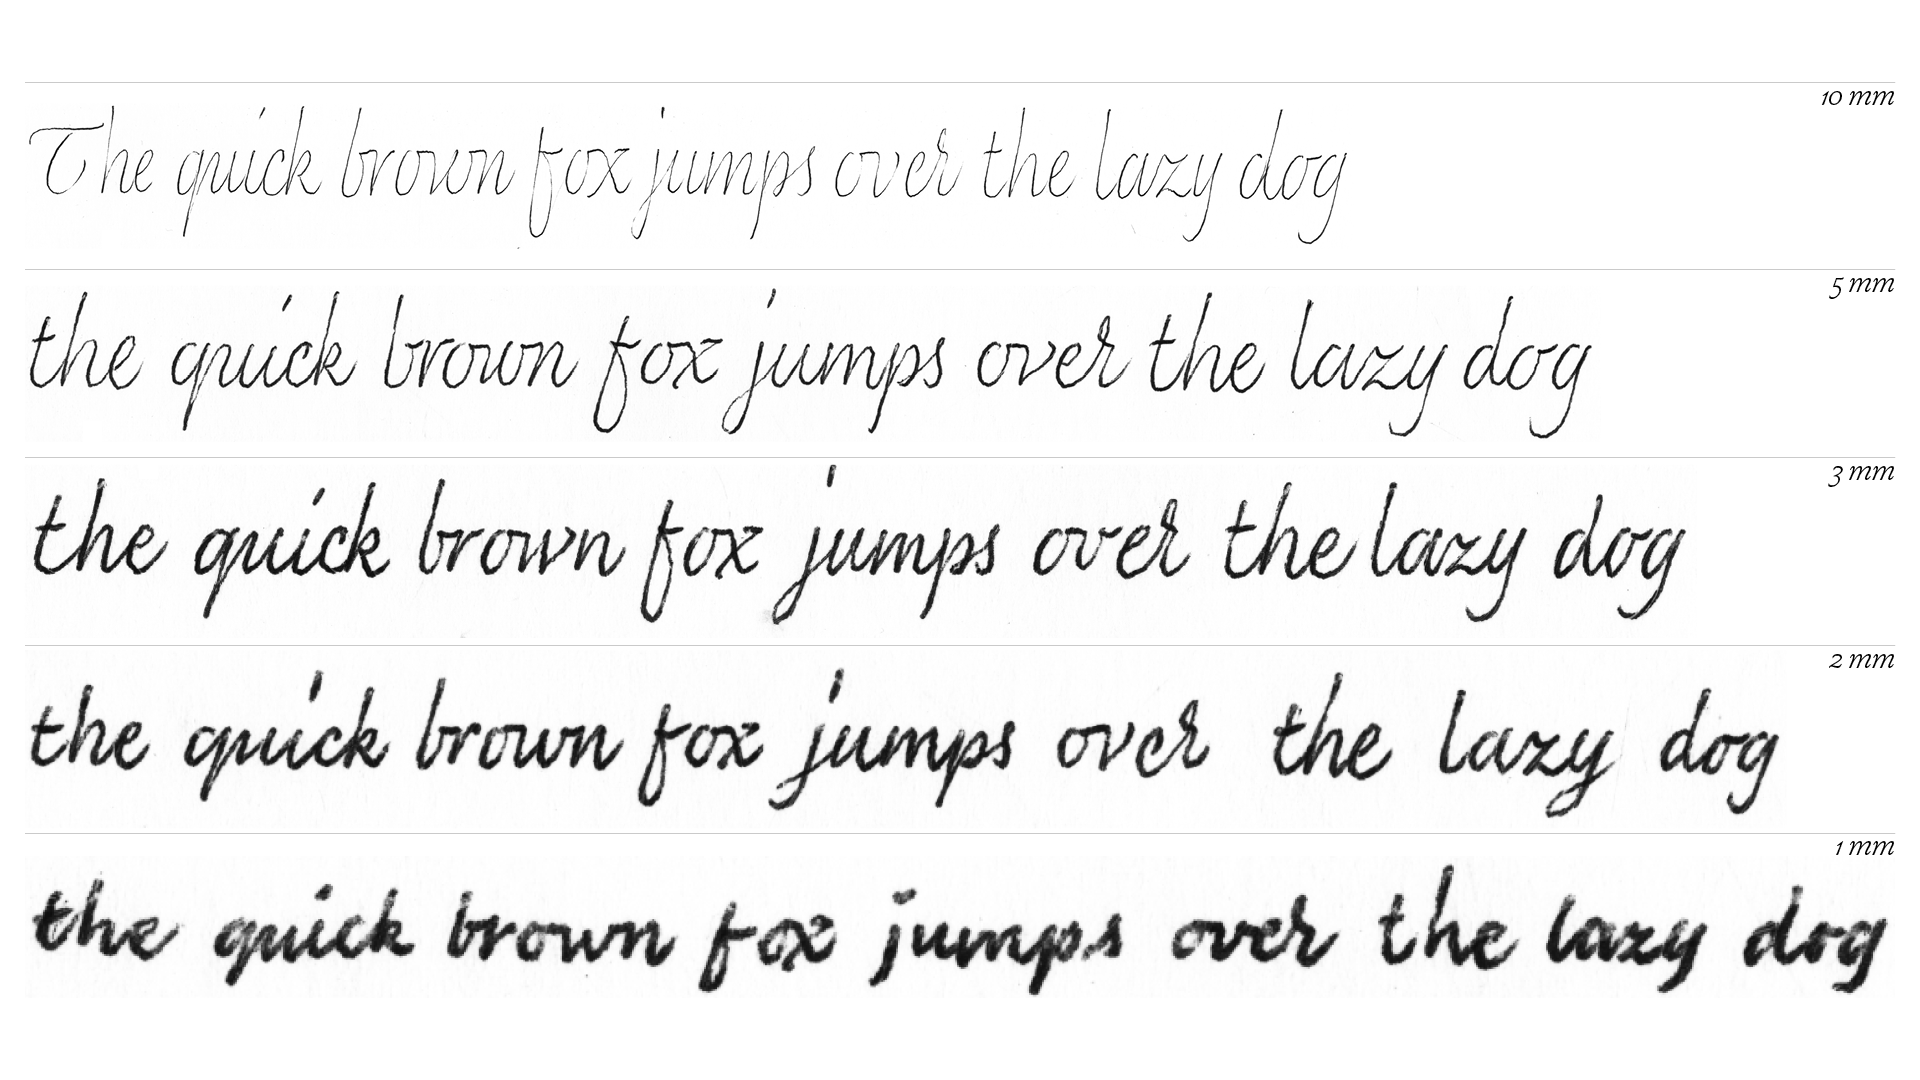 10 mm
The quick brown fox jumps over the lazy dog
5 mm
the quick brown fox jumps over the lazy dog
3 mm
the quick brown fox jumps over the lazy dog
2 mm
the quick brown fox jumps over the lazy dog
1 mm
the quick brown fox jumps over the lazy dog